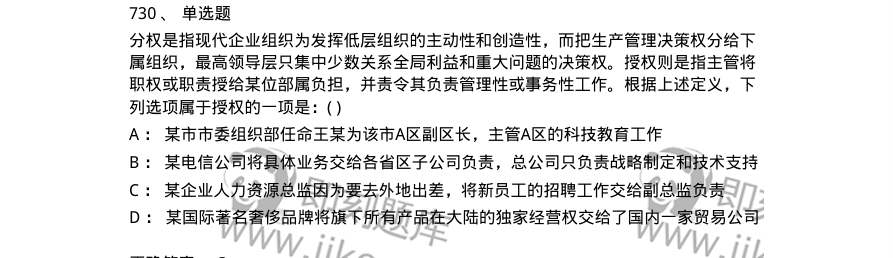 730 、 单选题
分权是指现代企业组织为发挥低层组织的主动性和创造性，而把生产管理决策权分给下
属组织，最高领导层只集中少数关系全局利益和重大问题的决策权。授权则是指主管将
职权或职责授给某位部属负担，并责令其负责管理性或事务性工作。根据上述定义，下
列选项属于授权的一项是：( )
A ： 某市市委组织部任命王某为该市A区副区长，主管A区的科技教育工作
B ： 某电信公司将具体业务交给各省区子公司负责，总公司只负责战略制定和技术支持
C ： 某企业人力资源总监因为要去外地出差，将新员工的招聘工作交给副总监负责
D ： 某国际著名奢侈品牌将旗下所有产品在大陆的独家经营权交给了国内一家贸易公司
即刻题库
www.jike
即刻题库
www.jike